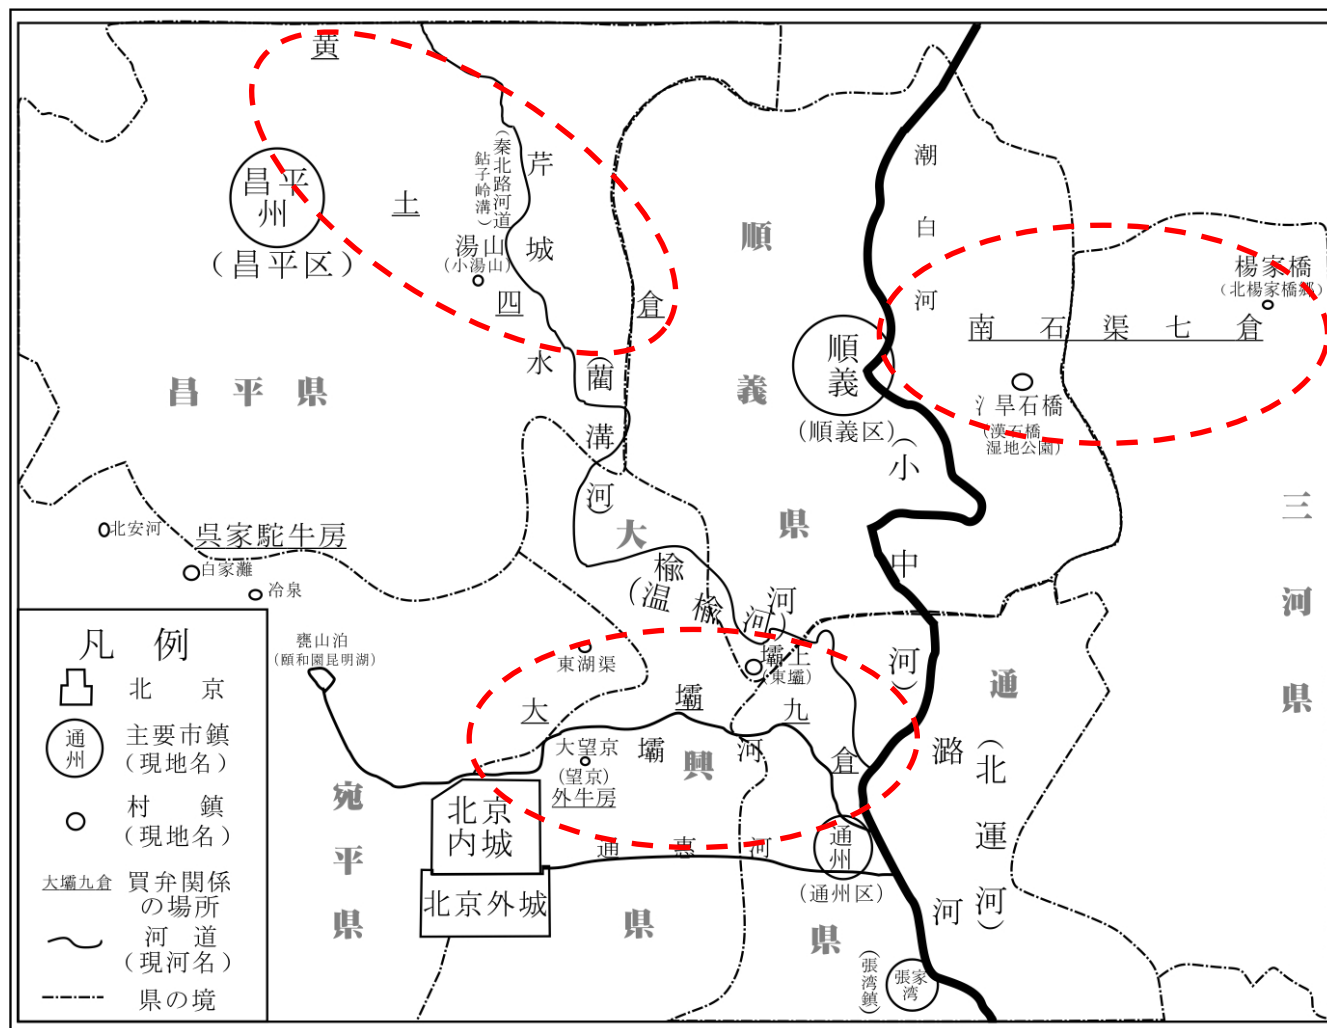 黄土四倉
昌平州
（昌平区）
芹城水
（秦北路河道
鉆子岭溝）
湯山
（小湯山）
（藺溝河）
潮白河
順義県
昌平県
楊家橋
（北楊家橋郷）
南石渠七倉
順義
（順義区）
氵旱石橋
（漢石橋
湿地公園）
（小中河）
三河県
大興県
北安河
呉家駝牛房
白家灘
冷泉
榆河
（温榆河）
甕山泊
（頤和園昆明湖）
東湖渠
壩上
（東壩）
大壩九倉
大望京
（望京）
外牛房
壩河
通県
潞河
（北運河）
宛平県
北京
内城
北京外城
通惠河
通州
（通州区）
張家湾
（張湾鎮）
凡例
北京
通州
主要市鎮
（現地名）
村鎮
（現地名）
大壩九倉
買弁関係
の場所
河道
（現河名）
県の境